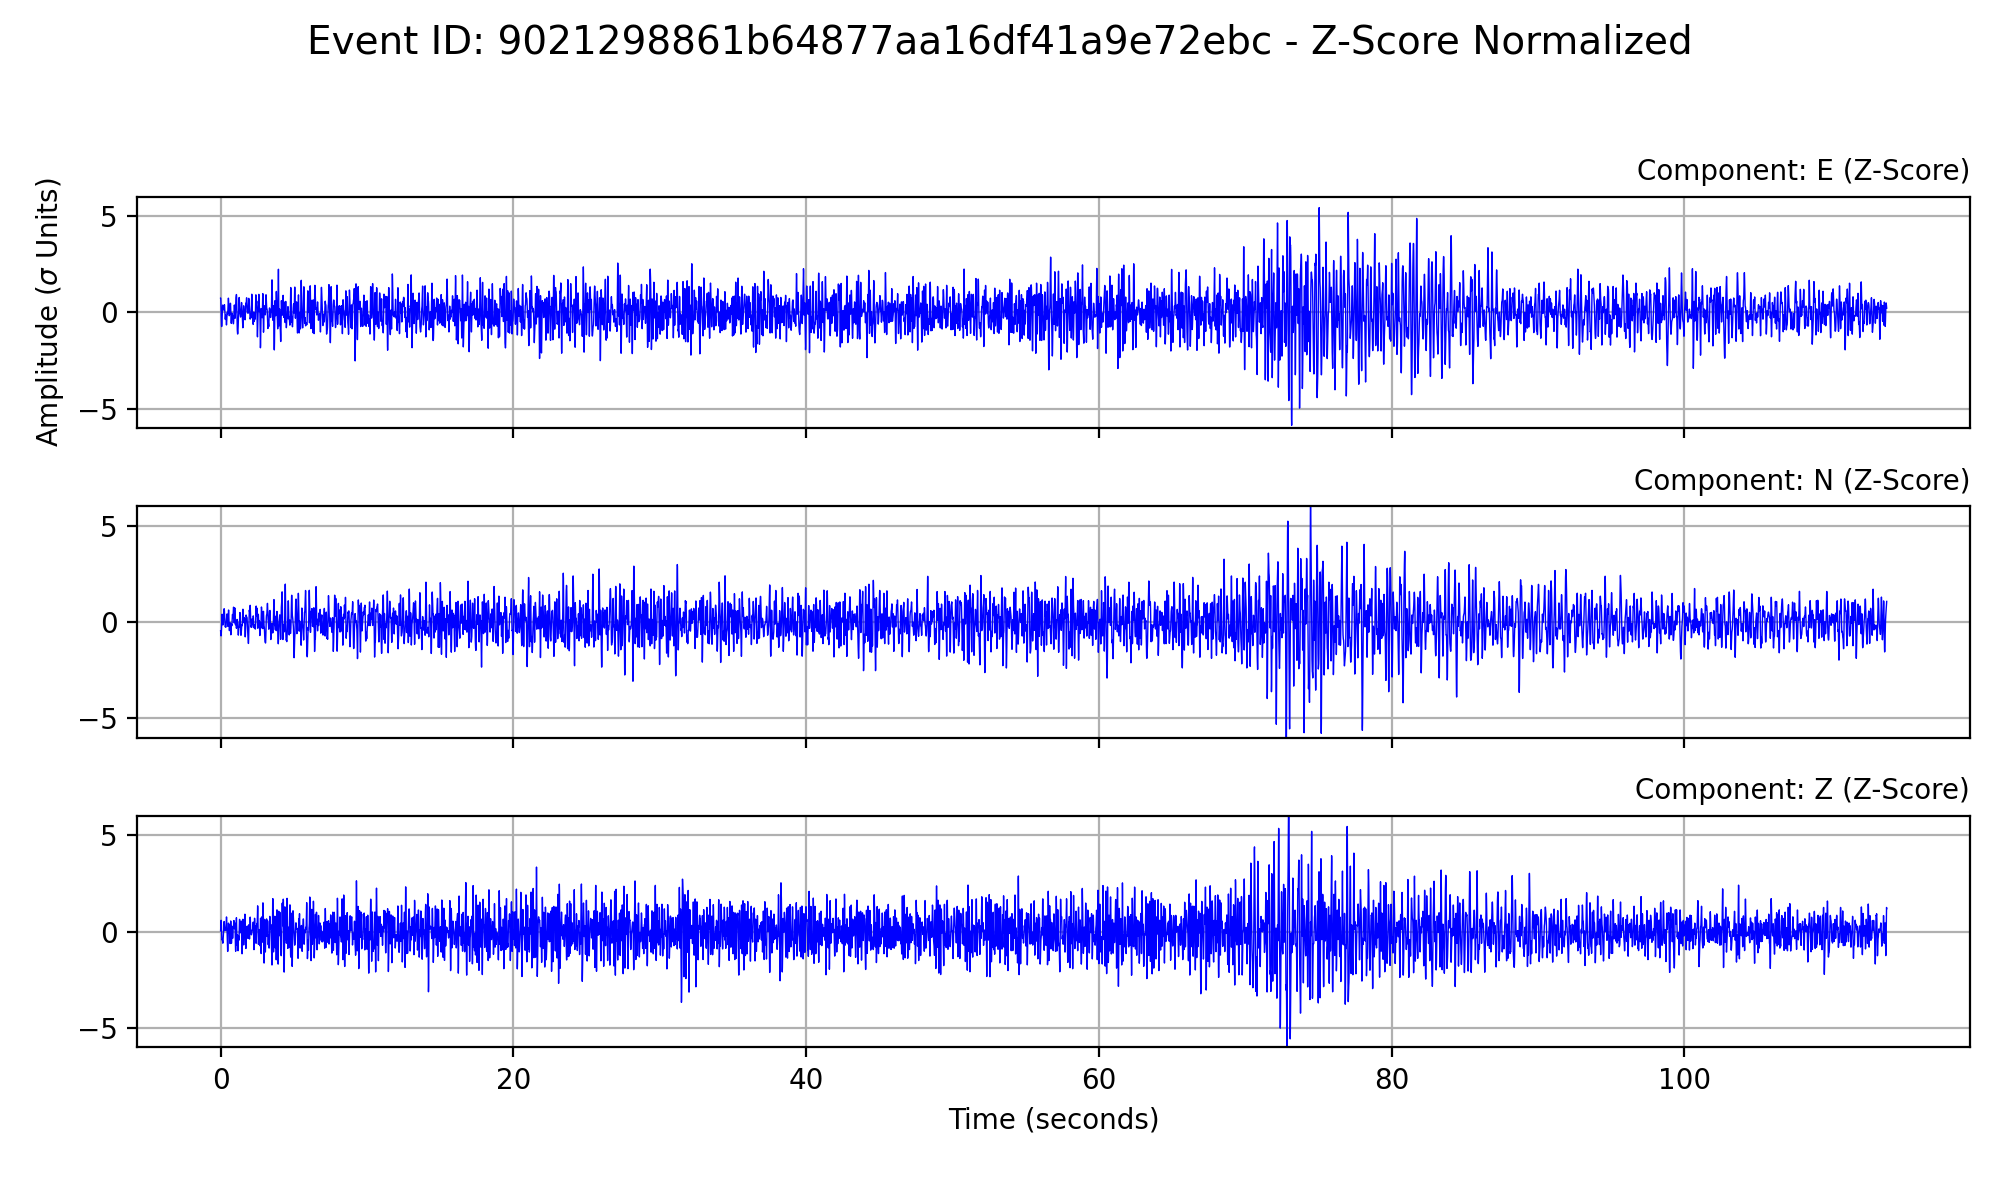 Event ID: 9021298861b64877aa16df41a9e72ebc - Z-Score Normalized
Component: E (Z-Score)
Amplitude (σ Units)
5
0
−5
Component: N (Z-Score)
5
0
−5
Component: Z (Z-Score)
5
0
−5
0 20 40 60 80 100
Time (seconds)